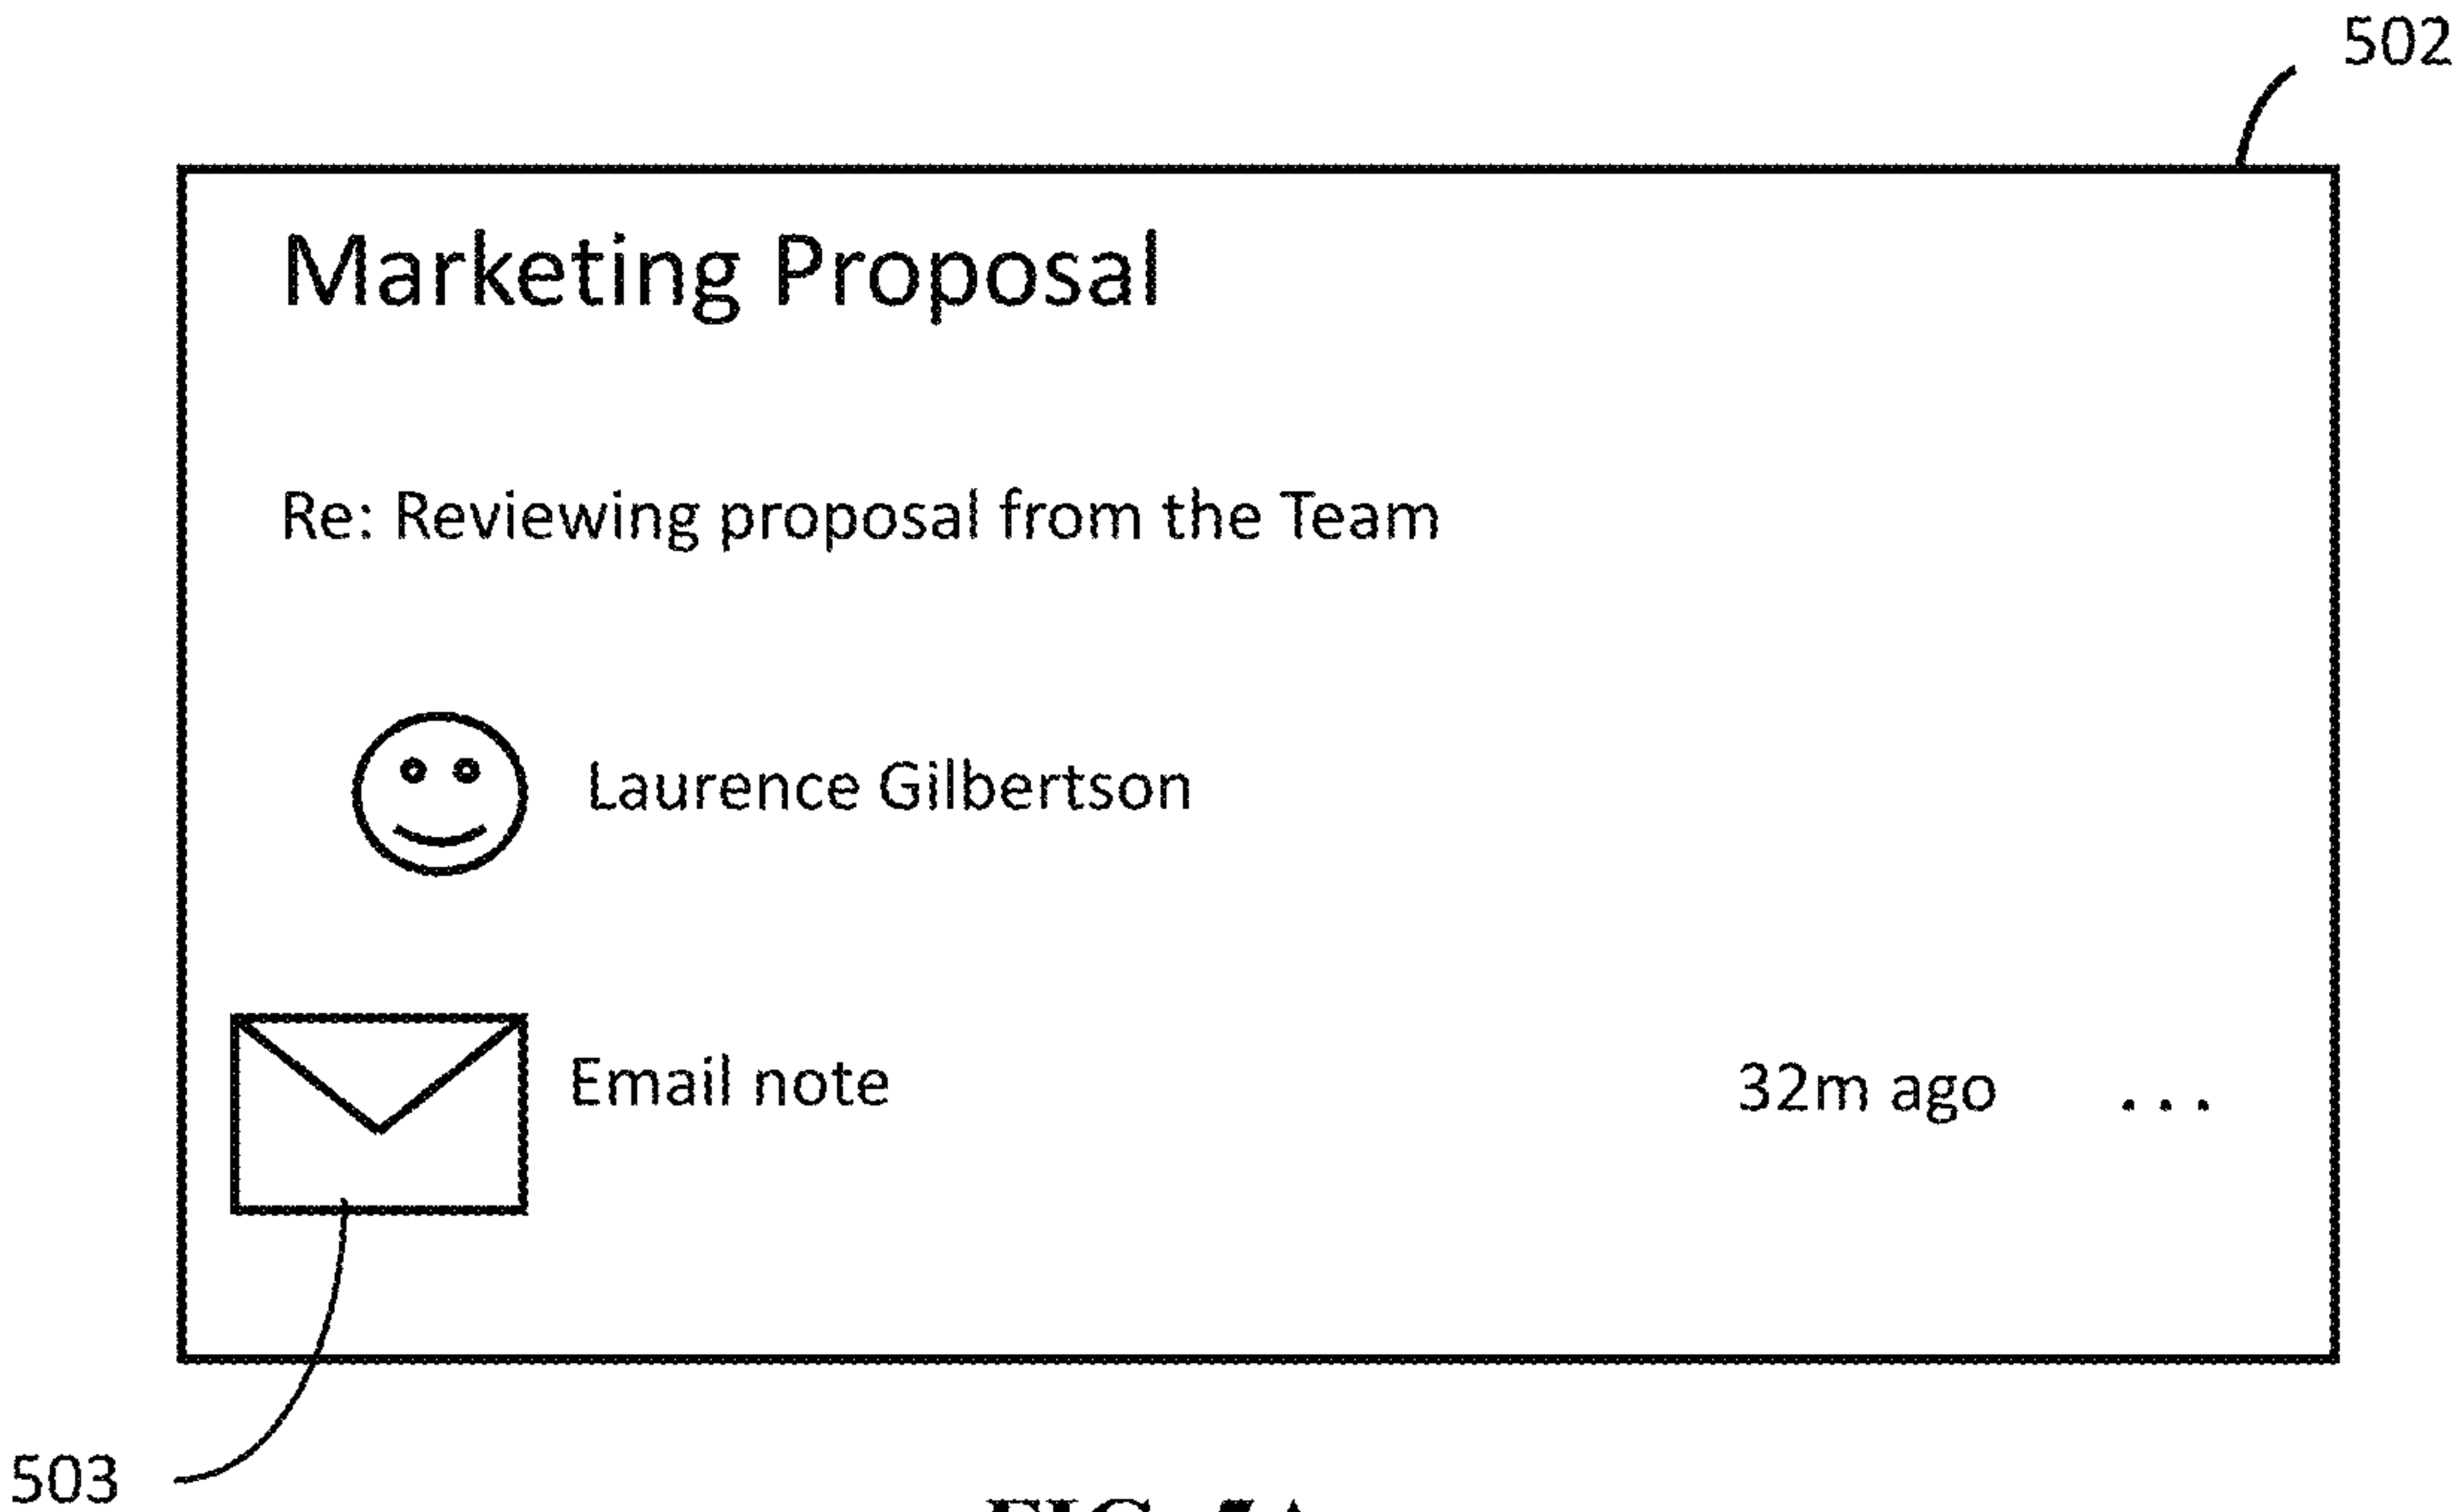 502
Marketing Proposal
Re: Reviewing proposal from the Team
Laurence Gilbertson
Email note 32m ago ...
503